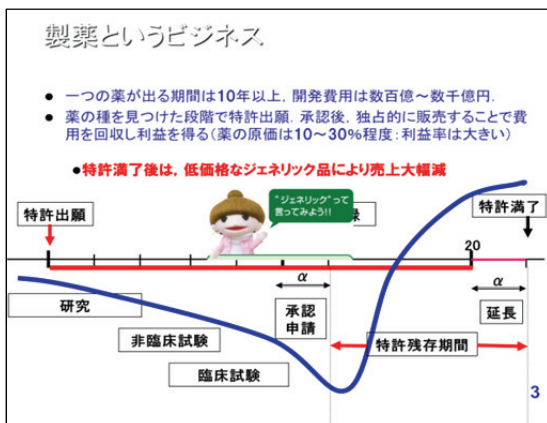 製薬というビジネス
● 一つの薬が出る期間は10年以上，開発費用は数百億～数千億円．
● 薬の種を見つけた段階で特許出願．承認後，独占的に販売することで費
用を回収し利益を得る（薬の原価は10～30％程度：利益率は大きい）
●特許満了後は，低価格なジェネリック品により売上大幅減
"ジェネリック"って
言ってみよう!!
特許出願
録
特許満了
20
α
α
研究
承認
申請
延長
非臨床試験
特許残存期間
臨床試験
3